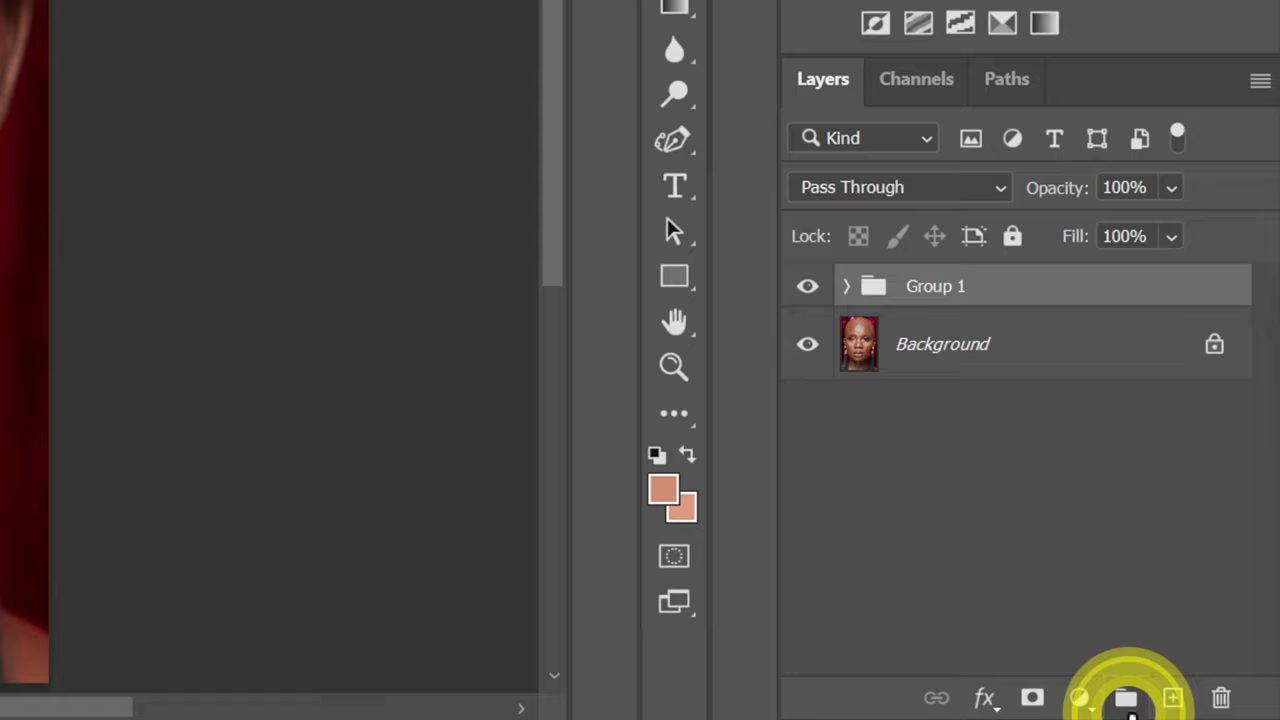 Layers Channels Paths
Kind
Pass Through Opacity: 100%
Lock: Fill: 100%
Group 1
Background
fx